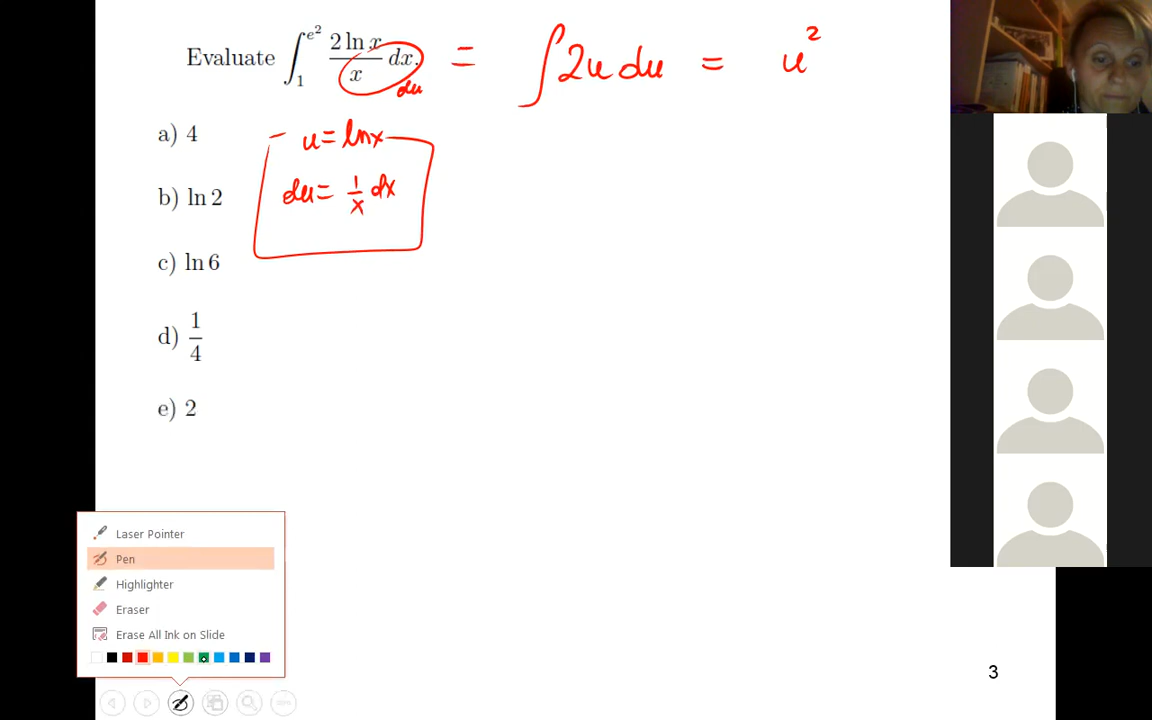 Evaluate ∫₁^{e²} 2 ln x / x dx. = ∫ 2u du = u²
du
a) 4
u = ln x
b) ln 2
du = 1/x dx
c) ln 6
d) 1/4
e) 2
Laser Pointer
Pen
Highlighter
Eraser
Erase All Ink on Slide
3